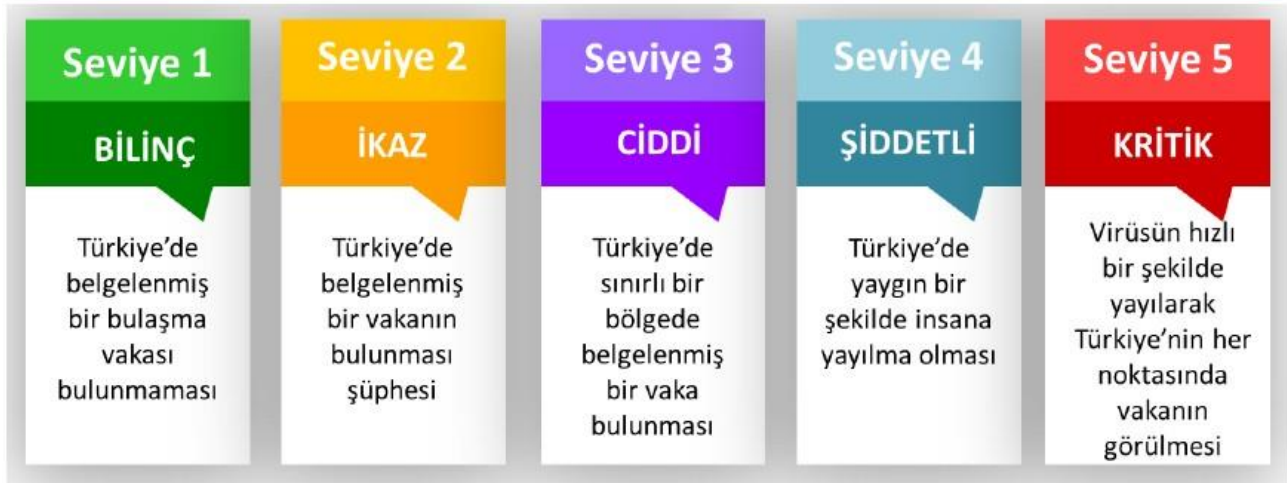 Seviye 1
BİLİNÇ
Türkiye’de
belgelenmiş
bir bulaşma
vakası
bulunmaması
Seviye 2
İKAZ
Türkiye’de
belgelenmiş
bir vakanın
bulunması
şüphesi
Seviye 3
CİDDİ
Türkiye’de
sınırlı bir
bölgede
belgelenmiş
bir vaka
bulunması
Seviye 4
ŞİDDETLİ
Türkiye’de
yaygın bir
şekilde insana
yayılma olması
Seviye 5
KRİTİK
Virüsün hızlı
bir şekilde
yayılarak
Türkiye’nin her
noktasında
vakanın
görülmesi